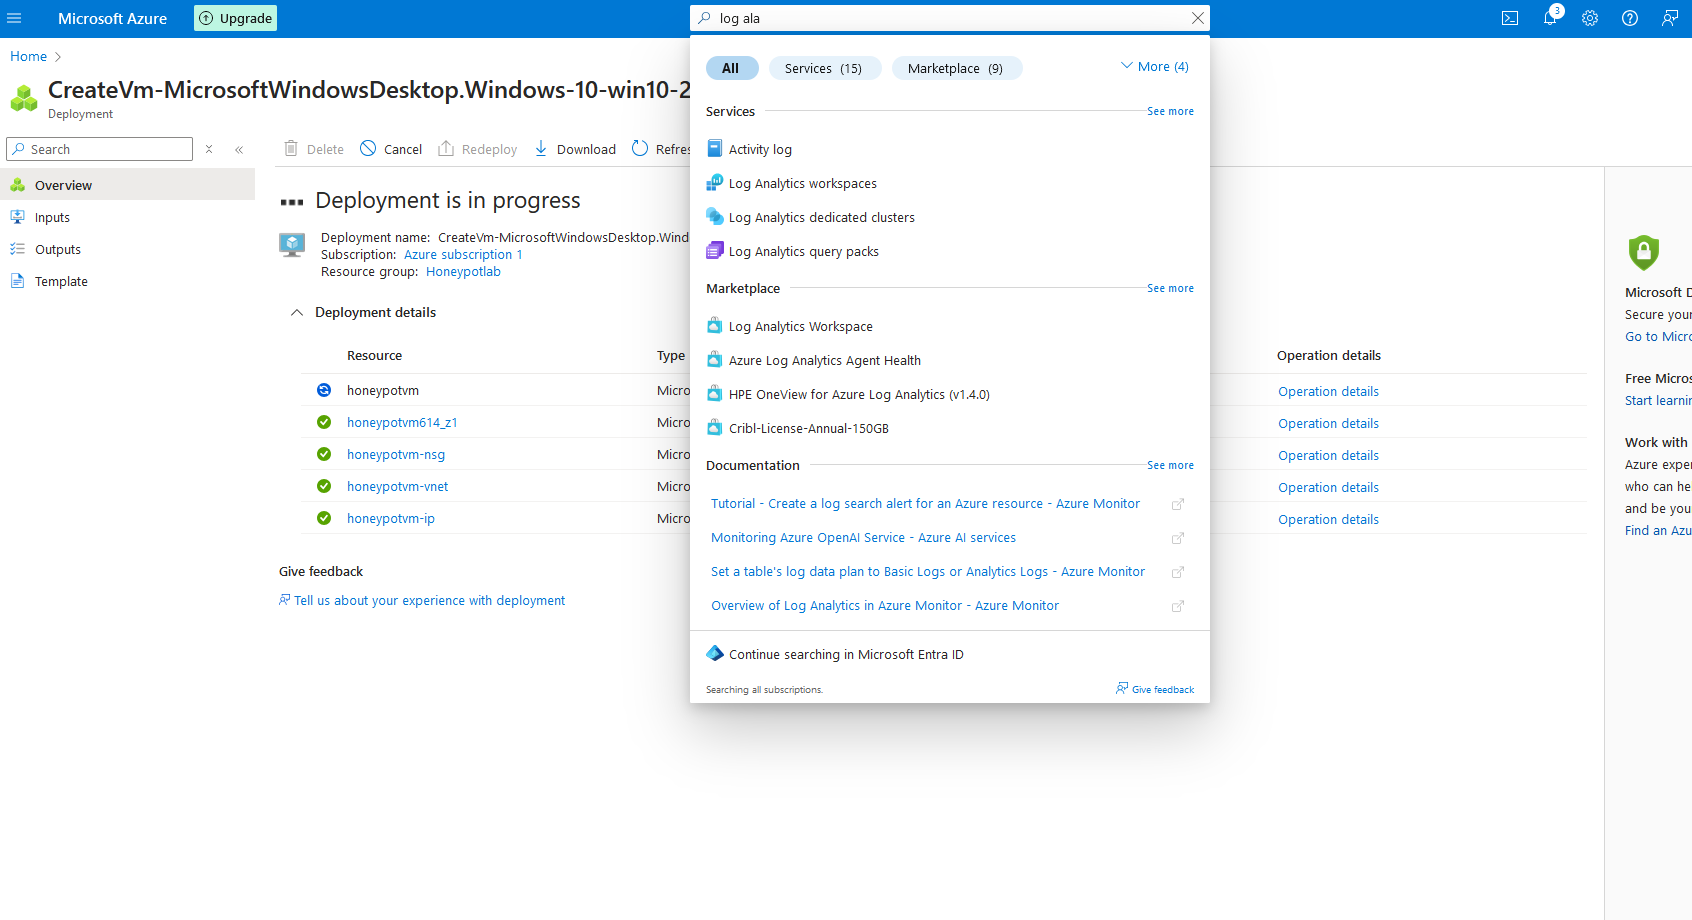 Microsoft Azure
Upgrade
log ala
3
Home
CreateVm-MicrosoftWindowsDesktop.Windows-10-win10-2
Deployment
Search
Overview
Inputs
Outputs
Template
Delete
Cancel
Redeploy
Download
Refres
Deployment is in progress
Deployment name: CreateVm-MicrosoftWindowsDesktop.Wind
Subscription: Azure subscription 1
Resource group: Honeypotlab
Deployment details
Resource Type Operation details
honeypotvm Micro Operation details
honeypotvm614_z1 Micro Operation details
honeypotvm-nsg Micro Operation details
honeypotvm-vnet Micro Operation details
honeypotvm-ip Micro Operation details
Give feedback
Tell us about your experience with deployment
All
Services (15)
Marketplace (9)
More (4)
Services See more
Activity log
Log Analytics workspaces
Log Analytics dedicated clusters
Log Analytics query packs
Marketplace See more
Log Analytics Workspace
Azure Log Analytics Agent Health
HPE OneView for Azure Log Analytics (v1.4.0)
Cribl-License-Annual-150GB
Documentation See more
Tutorial - Create a log search alert for an Azure resource - Azure Monitor
Monitoring Azure OpenAI Service - Azure AI services
Set a table's log data plan to Basic Logs or Analytics Logs - Azure Monitor
Overview of Log Analytics in Azure Monitor - Azure Monitor
Continue searching in Microsoft Entra ID
Searching all subscriptions.
Give feedback
Microsoft D
Secure your
Go to Micro
Free Micros
Start learnin
Work with
Azure exper
who can he
and be you
Find an Azu